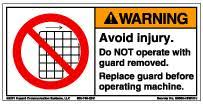 WARNING
Avoid injury.
Do NOT operate with
guard removed.
Replace guard before
operating machine.